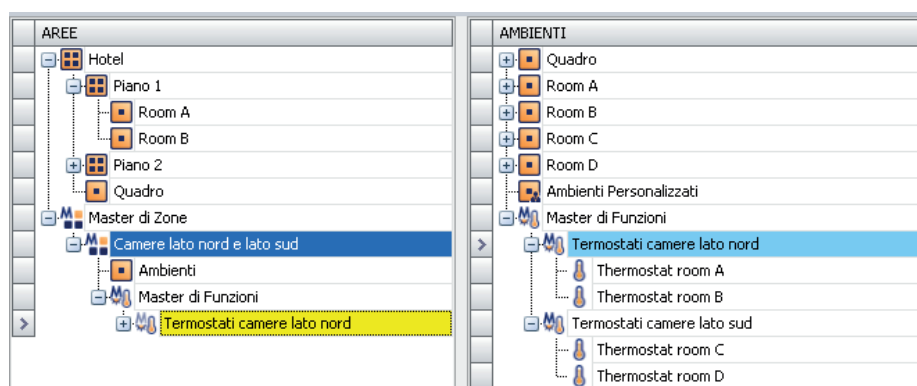 AREE
Hotel
Piano 1
Room A
Room B
Piano 2
Quadro
Master di Zone
Camere lato nord e lato sud
Ambienti
Master di Funzioni
Termostati camere lato nord
AMBIENTI
Quadro
Room A
Room B
Room C
Room D
Ambienti Personalizzati
Master di Funzioni
Termostati camere lato nord
Thermostat room A
Thermostat room B
Termostati camere lato sud
Thermostat room C
Thermostat room D